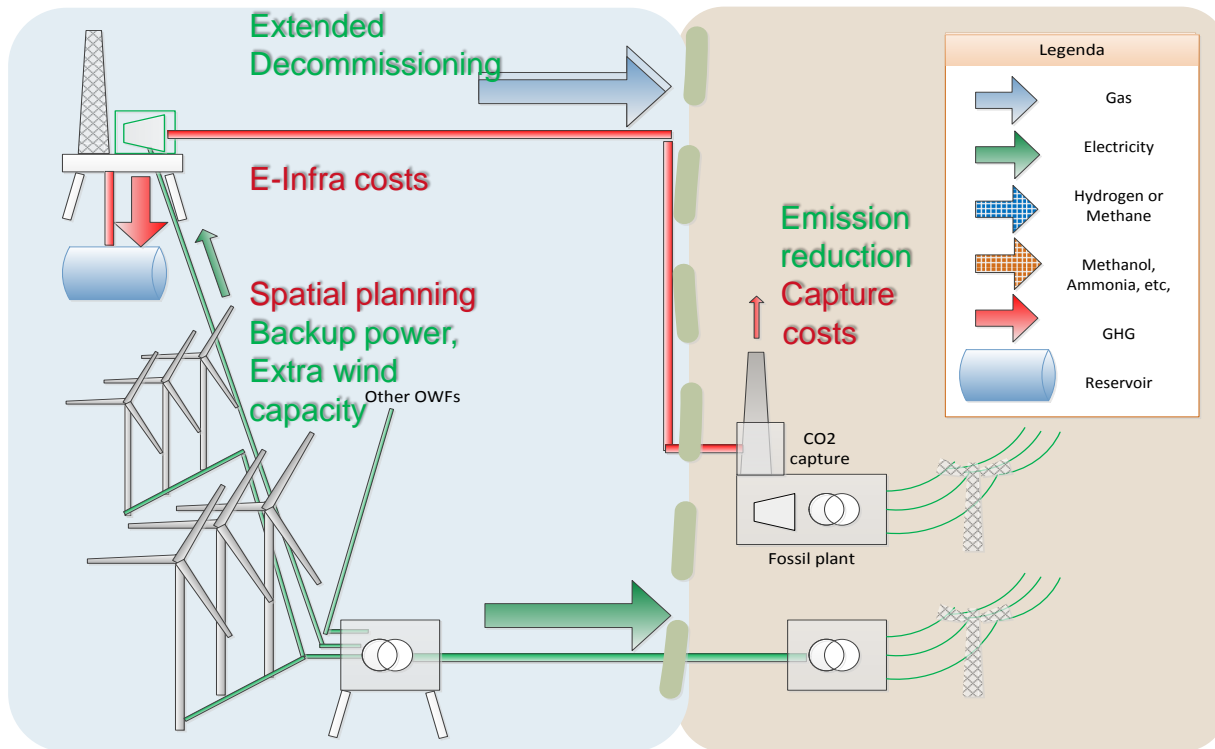 Extended
Decommissioning
E-Infra costs
Spatial planning
Backup power,
Extra wind
capacity
Other OWFs
Emission
reduction
Capture
costs
CO2
capture
Fossil plant
Legenda
Gas
Electricity
Hydrogen or
Methane
Methanol,
Ammonia, etc,
GHG
Reservoir